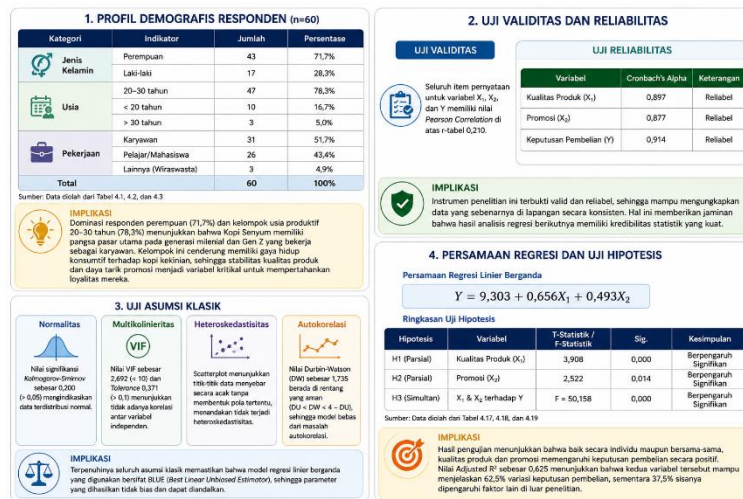 1. PROFIL DEMOGRAFIS RESPONDEN (n=60)
Kategori Indikator Jumlah Persentase
Jenis Kelamin
Perempuan 43 71,7%
Laki-laki 17 28,3%
Usia
20–30 tahun 47 78,3%
< 20 tahun 10 16,7%
> 30 tahun 3 5,0%
Pekerjaan
Karyawan 31 51,7%
Pelajar/Mahasiswa 26 43,4%
Lainnya (Wiraswasta) 3 4,9%
Total 60 100%
Sumber: Data diolah dari Tabel 4.1, 4.2, dan 4.3
IMPLIKASI
Dominasi responden perempuan (71,7%) dan kelompok usia produktif
20–30 tahun (78,3%) menunjukkan bahwa Kopi Senyum memiliki
pangsa pasar utama pada generasi milenial dan Gen Z yang bekerja
sebagai karyawan. Kelompok ini cenderung memiliki gaya hidup
konsumtif terhadap kopi kekinian, sehingga stabilitas kualitas produk
dan daya tarik promosi menjadi variabel kritikal untuk mempertahankan
loyalitas mereka.
2. UJI VALIDITAS DAN RELIABILITAS
UJI VALIDITAS
Seluruh item pernyataan
untuk variabel X₁, X₂,
dan Y memiliki nilai
Pearson Correlation di
atas r-tabel 0,210.
UJI RELIABILITAS
Variabel Cronbach's Alpha Keterangan
Kualitas Produk (X₁) 0,897 Reliabel
Promosi (X₂) 0,877 Reliabel
Keputusan Pembelian (Y) 0,914 Reliabel
IMPLIKASI
Instrumen penelitian ini terbukti valid dan reliabel, sehingga mampu mengungkapkan
data yang sebenarnya di lapangan secara konsisten. Hal ini memberikan jaminan
bahwa hasil analisis regresi berikutnya memiliki kredibilitas statistik yang kuat.
3. UJI ASUMSI KLASIK
Normalitas
Nilai signifikansi
Kolmogorov-Smirnov
sebesar 0,200
(> 0,05) mengindikasikan
data terdistribusi normal.
Multikolinieritas
VIF
Nilai VIF sebesar
2,692 (< 10) dan
Tolerance 0,371
(> 0,1) menunjukkan
tidak adanya korelasi
antar variabel
independen.
Heteroskedastisitas
Scatterplot menunjukkan
titik-titik data menyebar
secara acak tanpa
membentuk pola tertentu,
menandakan tidak terjadi
heteroskedastisitas.
Autokorelasi
Nilai Durbin-Watson
(DW) sebesar 1,735
berada di rentang
yang aman
(DU < DW < 4 – DU),
sehingga model bebas
dari masalah
autokorelasi.
IMPLIKASI
Terpenuhinya seluruh asumsi klasik memastikan bahwa model regresi linier berganda
yang digunakan bersifat BLUE (Best Linear Unbiased Estimator), sehingga parameter
yang dihasilkan tidak bias dan dapat diandalkan.
4. PERSAMAAN REGRESI DAN UJI HIPOTESIS
Persamaan Regresi Linier Berganda
Y = 9,303 + 0,656X₁ + 0,493X₂
Ringkasan Uji Hipotesis
Hipotesis Variabel T-Statistik / F-Statistik Sig. Kesimpulan
H1 (Parsial) Kualitas Produk (X₁) 3,908 0,000 Berpengaruh Signifikan
H2 (Parsial) Promosi (X₂) 2,522 0,014 Berpengaruh Signifikan
H3 (Simultan) X₁ & X₂ terhadap Y F = 50,158 0,000 Berpengaruh Signifikan
Sumber: Data diolah dari Tabel 4.17, 4.18, dan 4.19
IMPLIKASI
Hasil pengujian menunjukkan bahwa baik secara individu maupun bersama-sama,
kualitas produk dan promosi memengaruhi keputusan pembelian secara positif.
Nilai Adjusted R² sebesar 0,625 menunjukkan bahwa kedua variabel tersebut mampu
menjelaskan 62,5% variasi keputusan pembelian, sementara 37,5% sisanya
dipengaruhi faktor lain di luar penelitian.